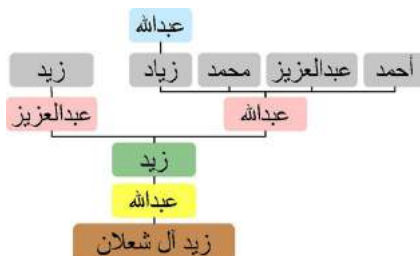 عبدالله
أحمد عبدالعزيز محمد زياد زيد
عبدالله عبدالعزيز
زيد
عبدالله
زيد آل شعلان